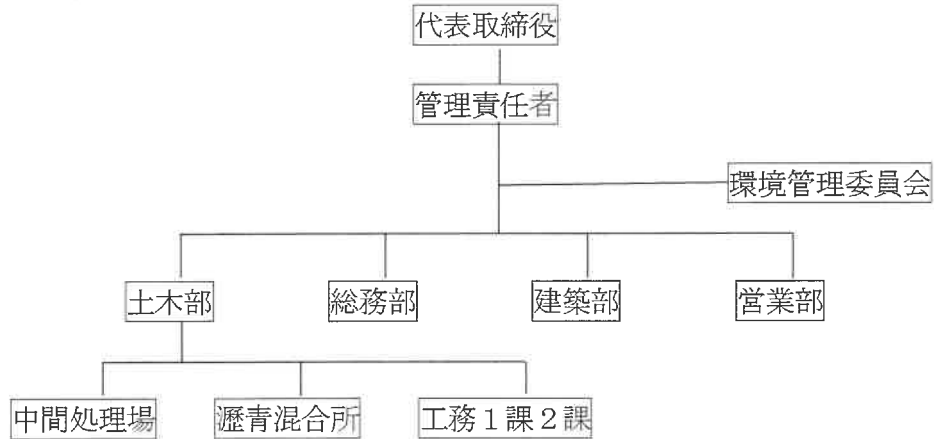 代表取締役
管理責任者
環境管理委員会
土木部 総務部 建築部 営業部
中間処理場 瀝青混合所 工務１課２課